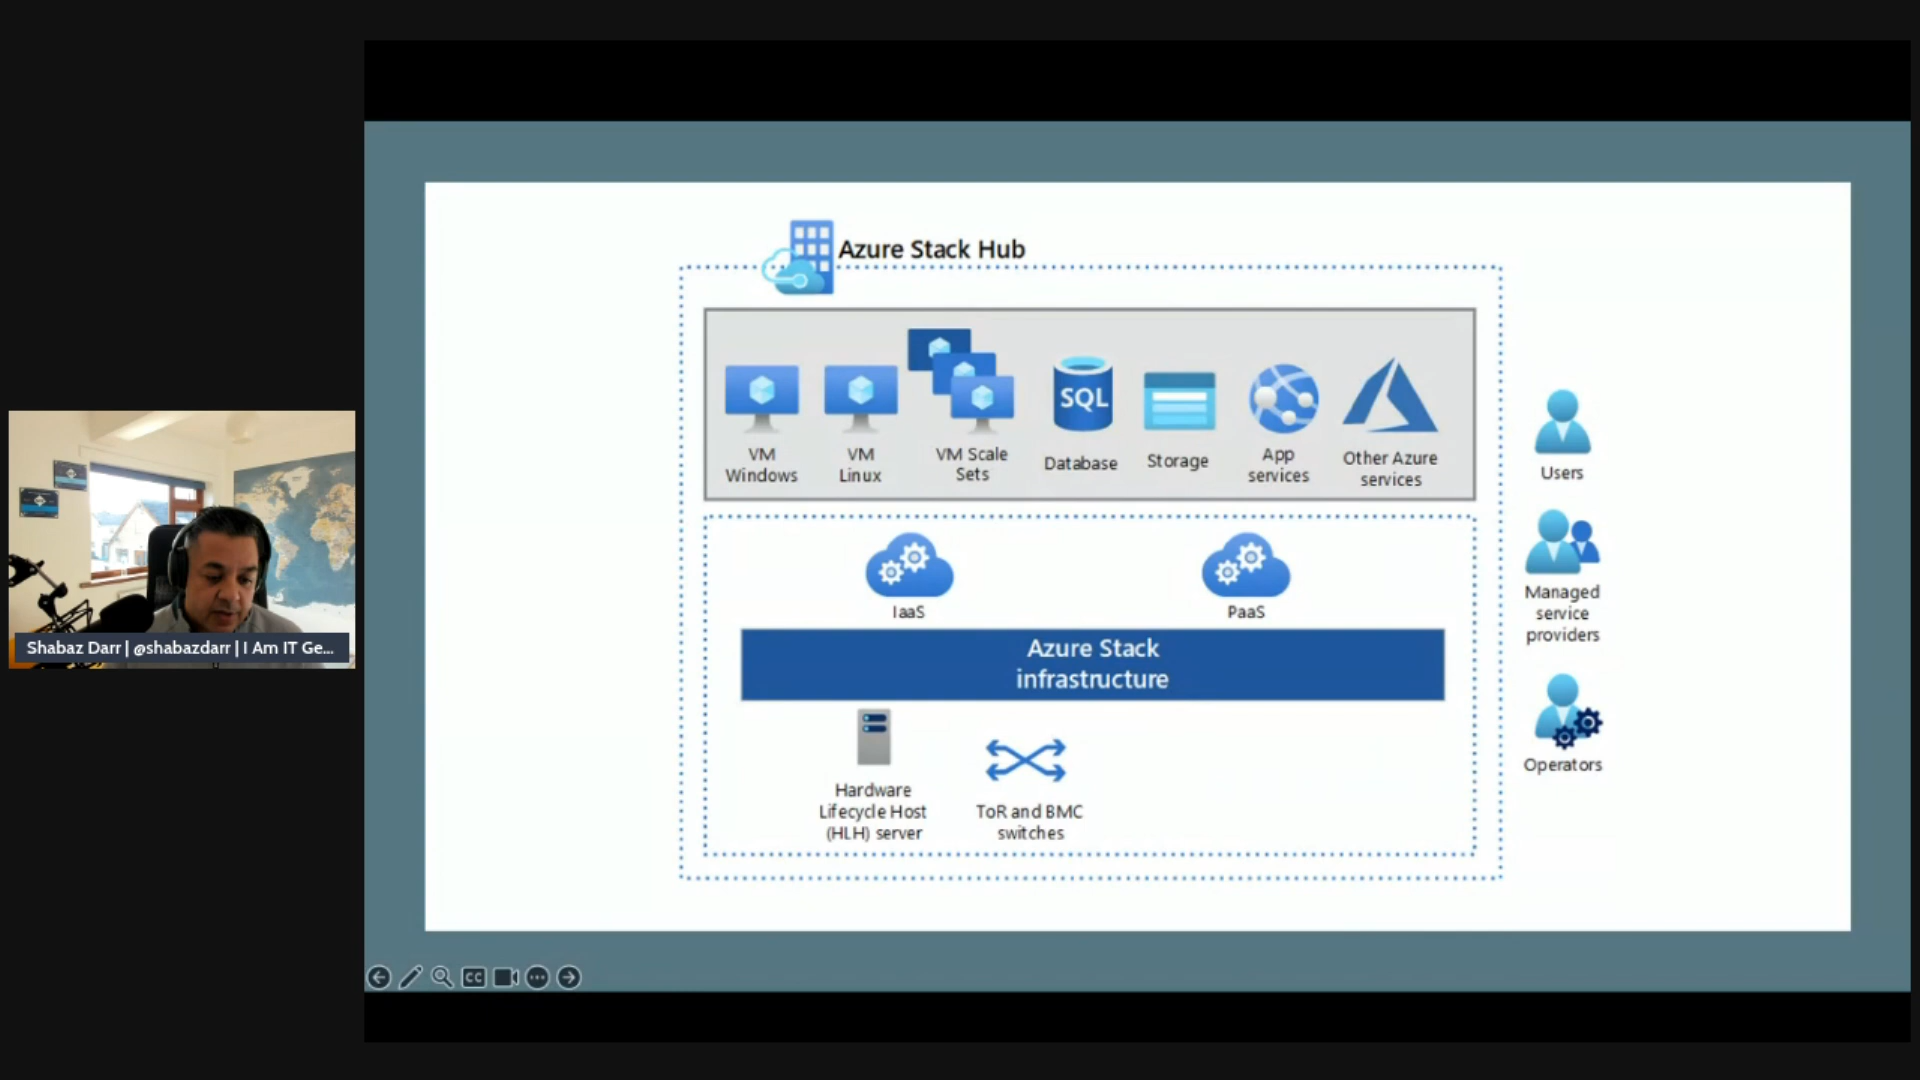 Azure Stack Hub
VM
Windows
VM
Linux
VM Scale
Sets
SQL
Database
Storage
App
services
Other Azure
services
IaaS
PaaS
Azure Stack
infrastructure
Hardware
Lifecycle Host
(HLH) server
ToR and BMC
switches
Users
Managed
service
providers
Operators
Shabaz Darr | @shabazdarr | I Am IT Ge...
CC